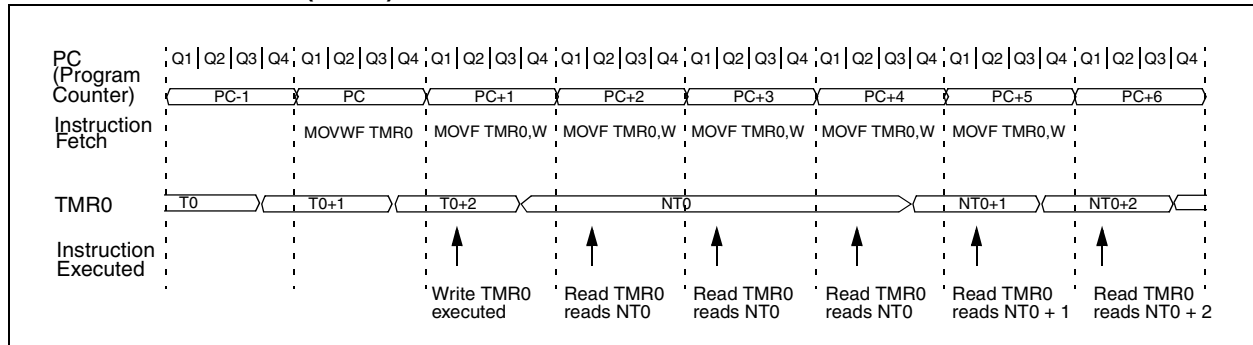 PC (Program Counter)
Q1 Q2 Q3 Q4 Q1 Q2 Q3 Q4 Q1 Q2 Q3 Q4 Q1 Q2 Q3 Q4 Q1 Q2 Q3 Q4 Q1 Q2 Q3 Q4 Q1 Q2 Q3 Q4 Q1 Q2 Q3 Q4
PC-1 PC PC+1 PC+2 PC+3 PC+4 PC+5 PC+6
Instruction Fetch
MOVWF TMR0 MOVF TMR0,W MOVF TMR0,W MOVF TMR0,W MOVF TMR0,W MOVF TMR0,W
TMR0 T0 T0+1 T0+2 NT0 NT0+1 NT0+2
Instruction Executed
Write TMR0 executed
Read TMR0 reads NT0
Read TMR0 reads NT0
Read TMR0 reads NT0
Read TMR0 reads NT0 + 1
Read TMR0 reads NT0 + 2